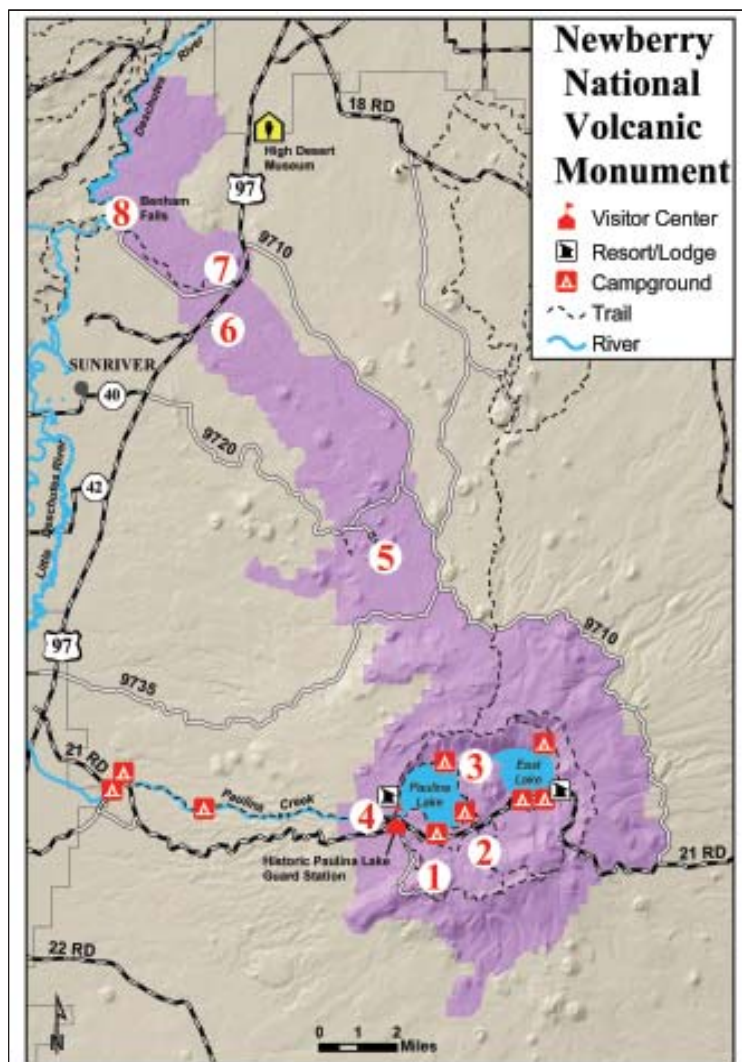 Newberry
National
Volcanic
Monument
Visitor Center
Resort/Lodge
Campground
Trail
River
Deschutes
River
18 RD
High Desert
Museum
97
8
Benham
Falls
9710
7
6
SUNRIVER
40
9720
42
Little Deschutes River
5
97
9710
9735
21 RD
3
East
Lake
Paulina
Lake
Paulina
Creek
4
2
Historic Paulina Lake
Guard Station
1
21 RD
22 RD
N
0 1 2
Miles